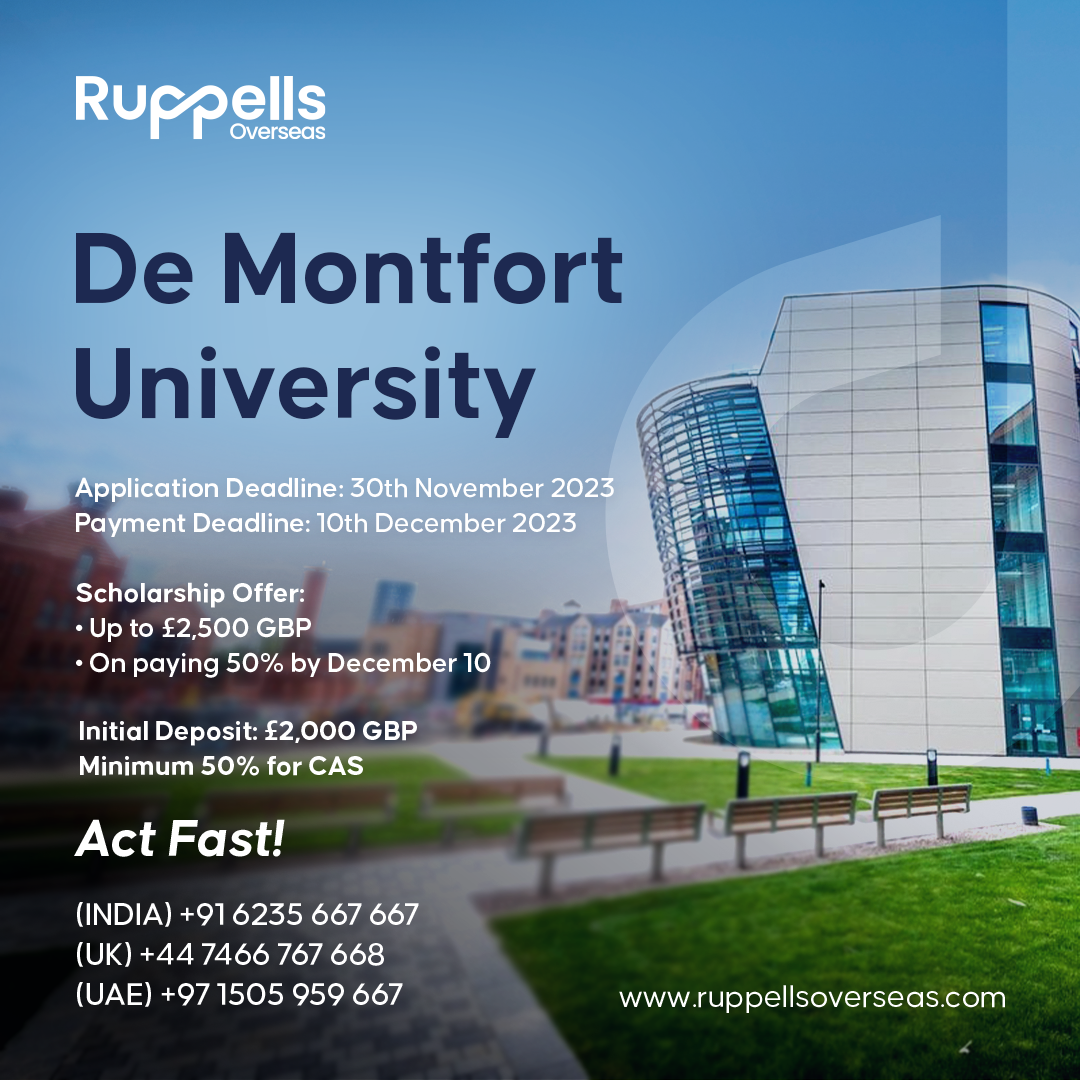 Ruppells
Overseas
De Montfort
University
Application Deadline: 30th November 2023
Payment Deadline: 10th December 2023
Scholarship Offer:
• Up to £2,500 GBP
• On paying 50% by December 10
Initial Deposit: £2,000 GBP
Minimum 50% for CAS
Act Fast!
(INDIA) +91 6235 667 667
(UK) +44 7466 767 668
(UAE) +97 1505 959 667
www.ruppellsoverseas.com